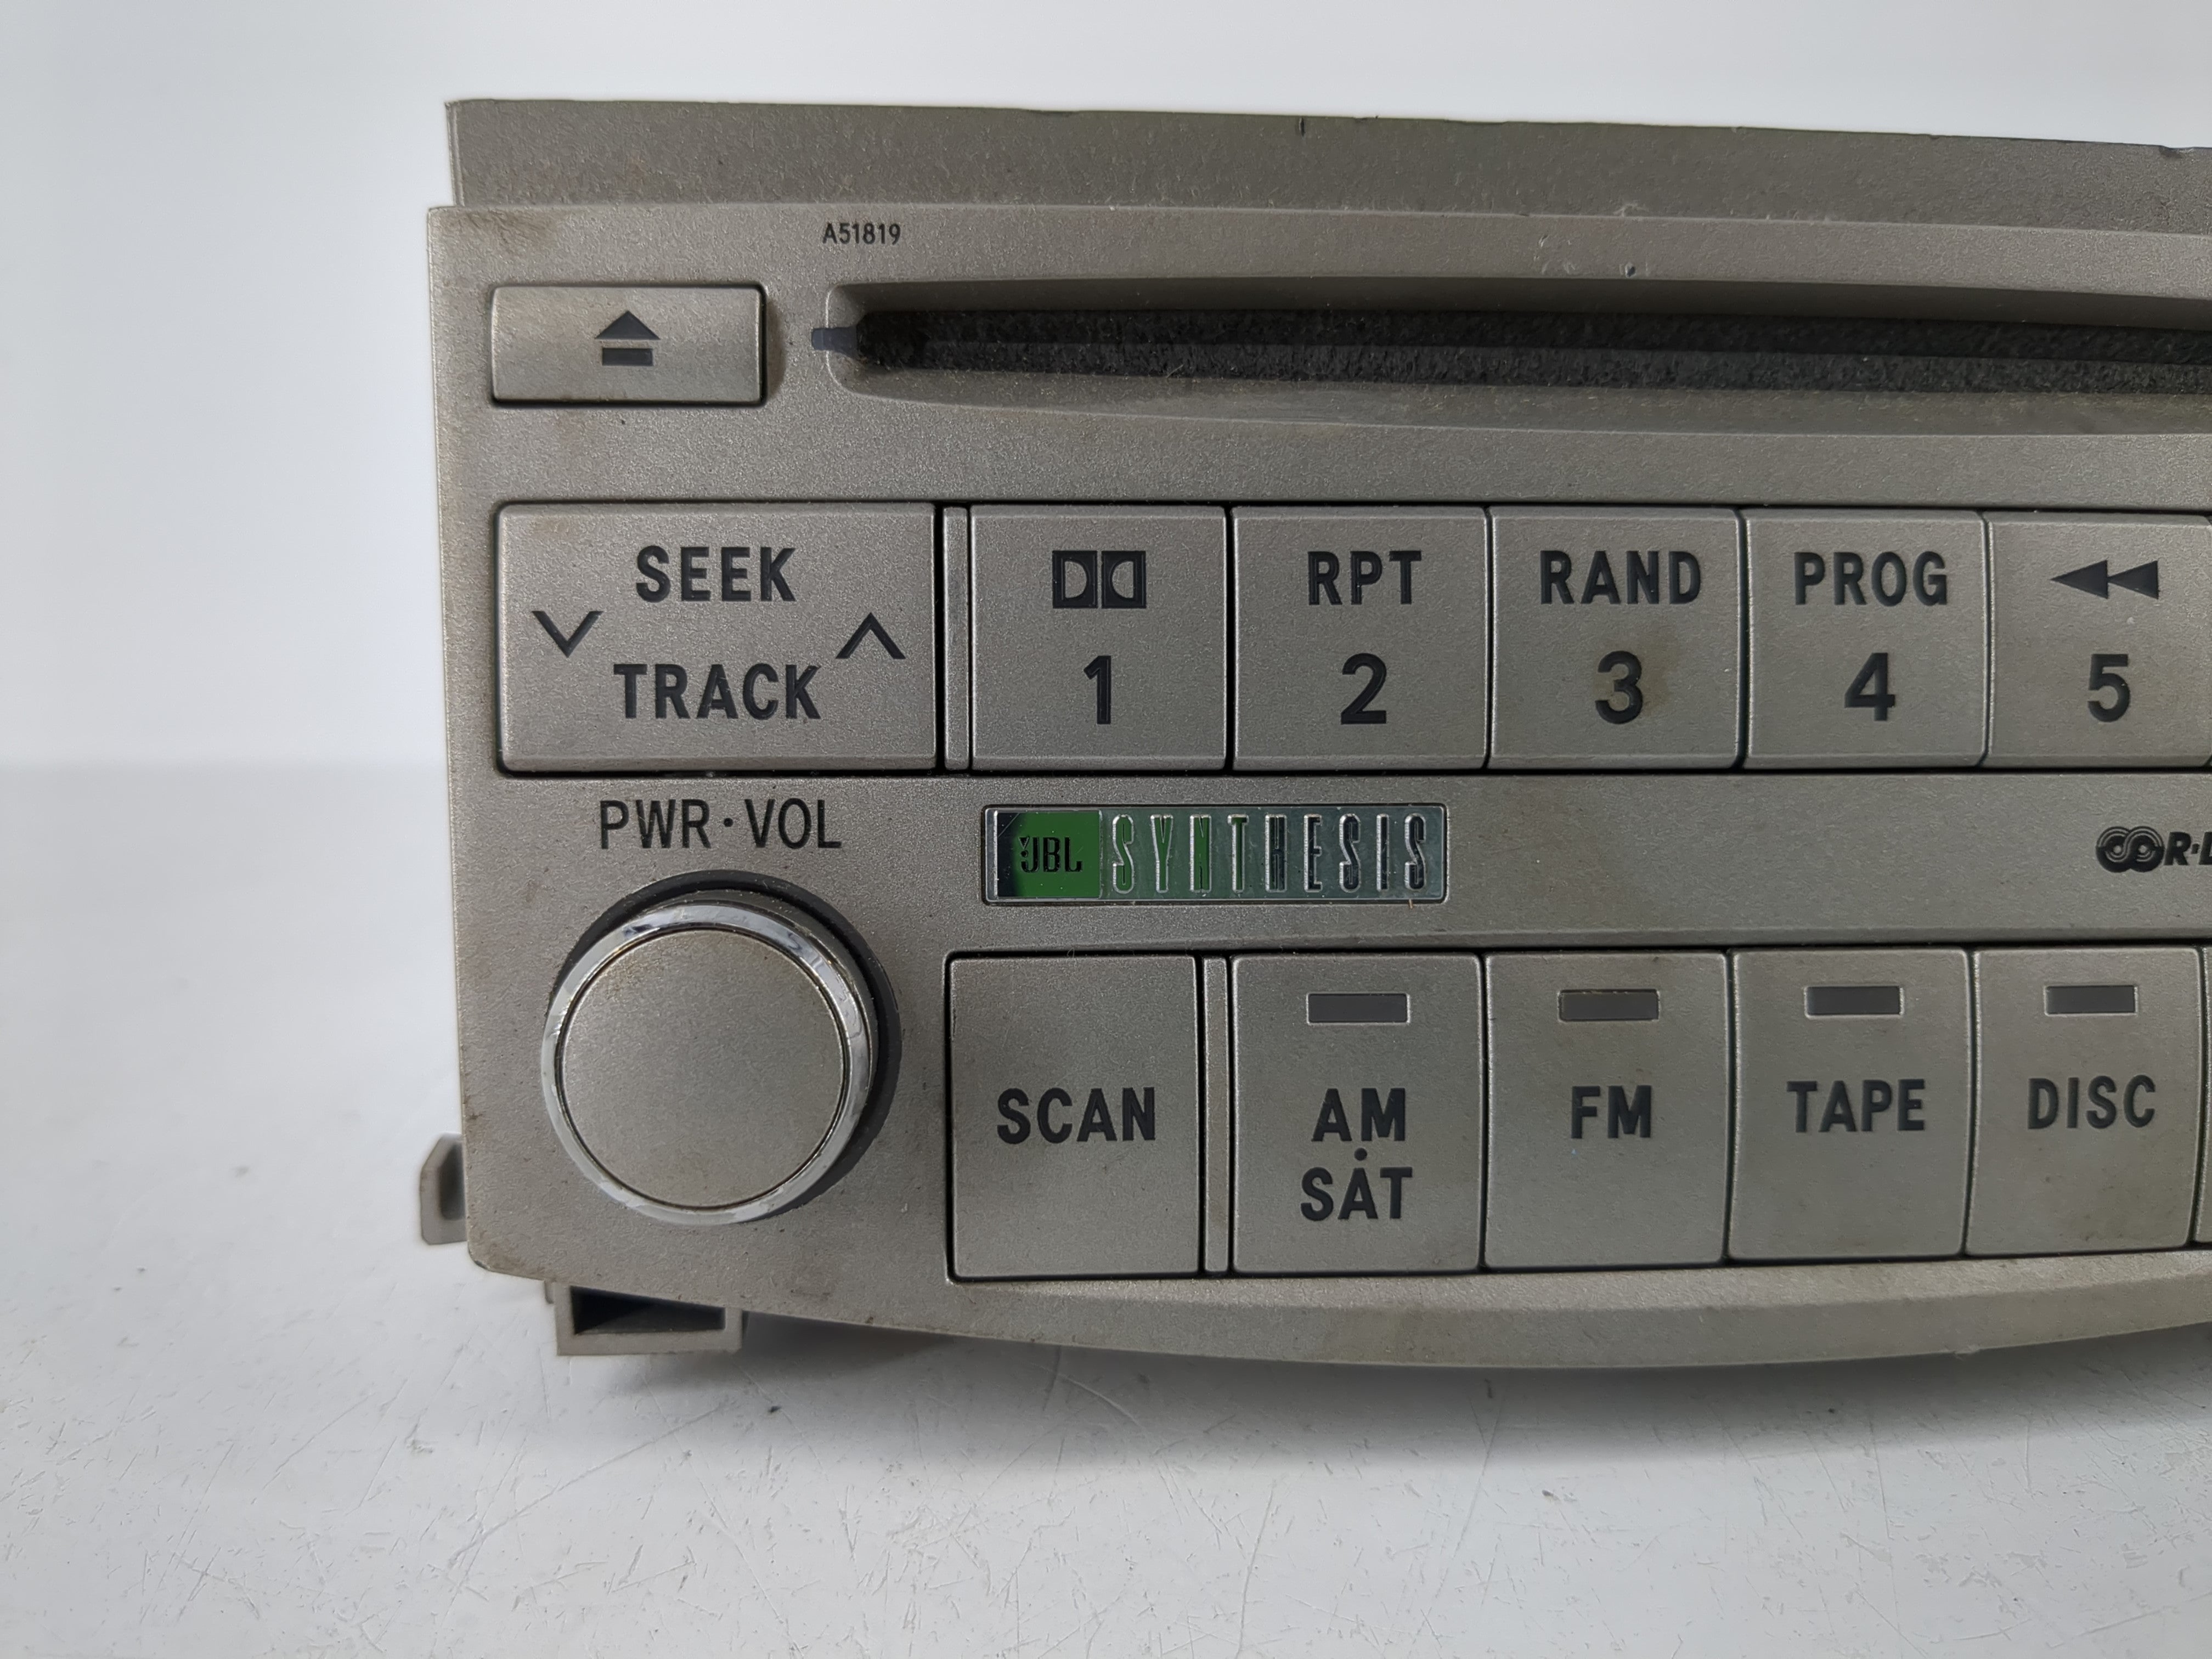 A51819
SEEK
TRACK
1
RPT
2
RAND
3
PROG
4
5
PWR·VOL
JBL SYNTHESIS
SCAN
AM
·
SAT
FM
TAPE
DISC